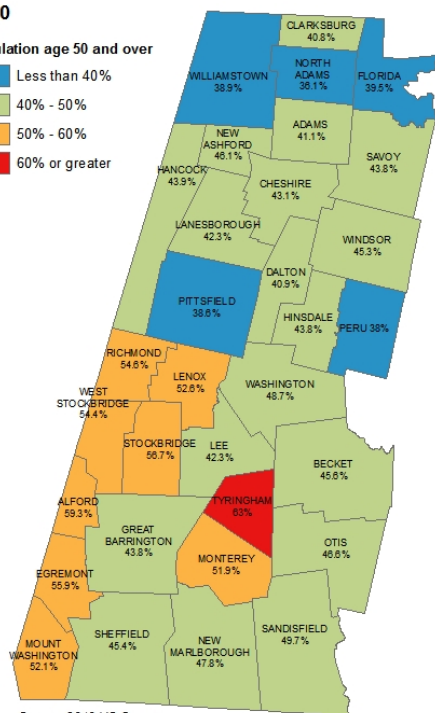 ulation age 50 and over
Less than 40%
40% - 50%
50% - 60%
60% or greater
CLARKSBURG
40.8%
WILLIAMSTOWN
38.9%
NORTH
ADAMS
36.1%
FLORIDA
39.5%
ADAMS
41.1%
NEW
ASHFORD
46.1%
SAVOY
43.8%
HANCOCK
43.9%
CHESHIRE
43.1%
LANESBOROUGH
42.3%
WINDSOR
45.3%
DALTON
40.9%
PITTSFIELD
38.6%
HINSDALE
43.8%
PERU 38%
RICHMOND
54.6%
LENOX
52.6%
WASHINGTON
48.7%
WEST
STOCKBRIDGE
54.4%
STOCKBRIDGE
56.7%
LEE
42.3%
BECKET
45.6%
ALFORD
59.3%
TYRINGHAM
63%
GREAT
BARRINGTON
43.8%
OTIS
46.6%
MONTEREY
51.9%
EGREMONT
55.9%
MOUNT
WASHINGTON
52.1%
SHEFFIELD
45.4%
NEW
MARLBOROUGH
47.8%
SANDISFIELD
49.7%